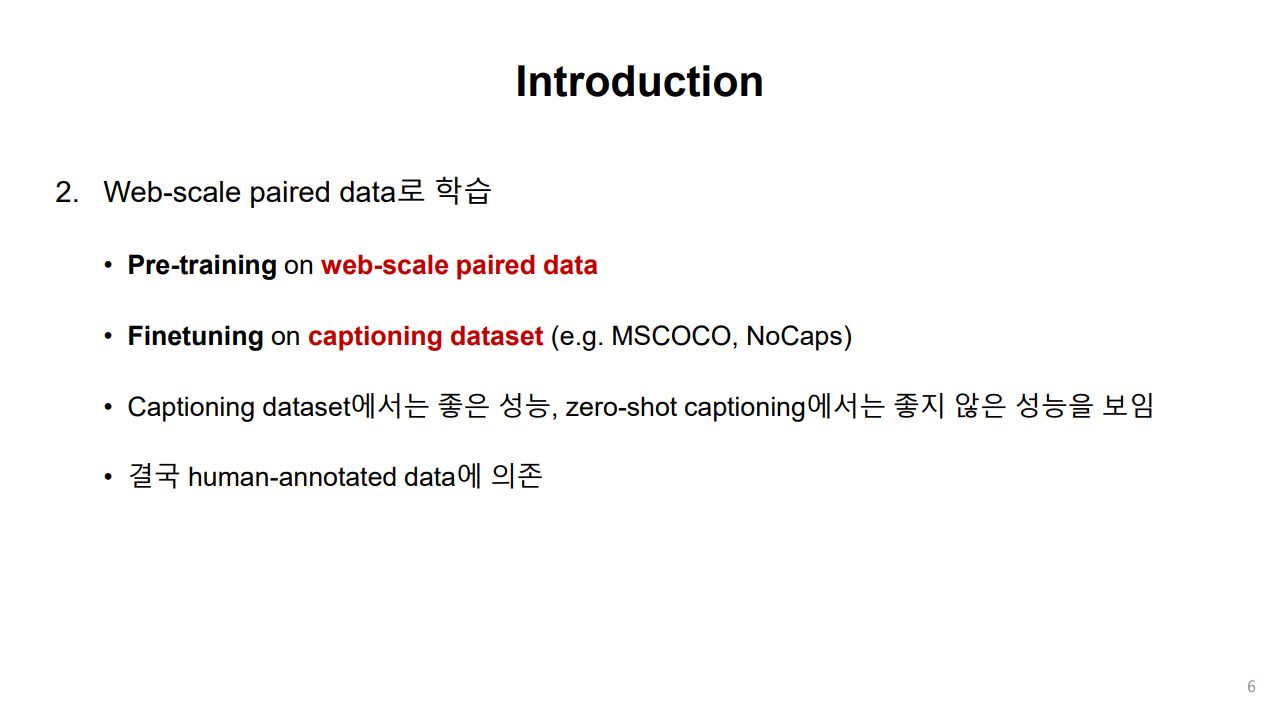 Introduction
2. Web-scale paired data로 학습
• Pre-training on web-scale paired data
• Finetuning on captioning dataset (e.g. MSCOCO, NoCaps)
• Captioning dataset에서는 좋은 성능, zero-shot captioning에서는 좋지 않은 성능을 보임
• 결국 human-annotated data에 의존
6